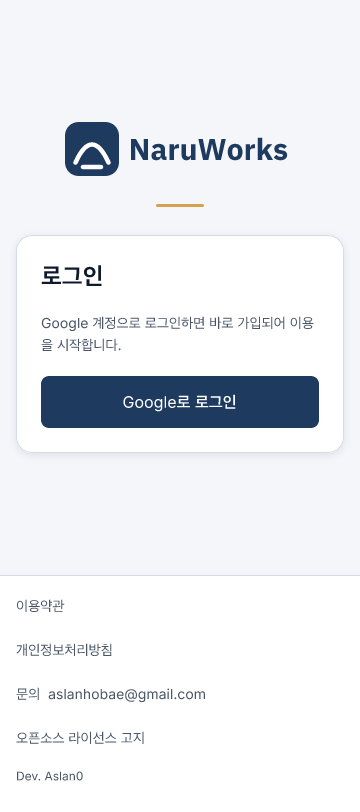 NaruWorks
로그인
Google 계정으로 로그인하면 바로 가입되어 이용
을 시작합니다.
Google로 로그인
이용약관
개인정보처리방침
문의 aslanhobae@gmail.com
오픈소스 라이선스 고지
Dev. Aslan0